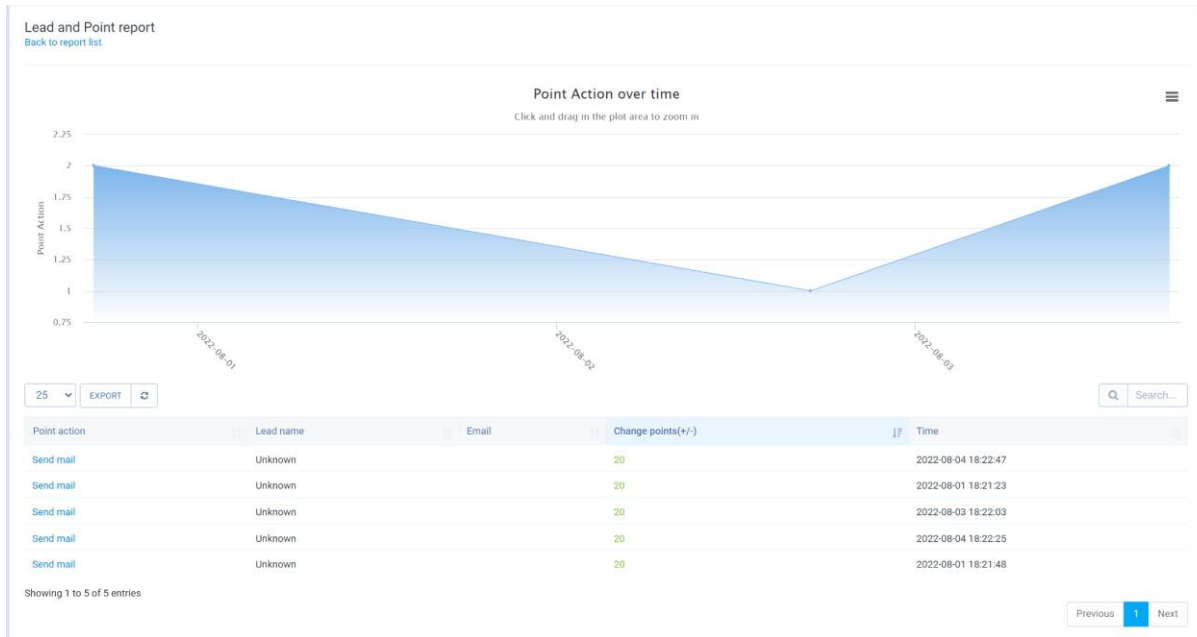 Lead and Point report
Back to report list
Point Action over time
Click and drag in the plot area to zoom in
Point Action
2.25
2
1.75
1.5
1.25
1
0.75
2022-08-01
2022-08-02
2022-08-03
25 EXPORT Search...
Point action Lead name Email Change points(+/-) Time
Send mail Unknown 20 2022-08-04 18:22:47
Send mail Unknown 20 2022-08-01 18:21:23
Send mail Unknown 20 2022-08-03 18:22:03
Send mail Unknown 20 2022-08-04 18:22:25
Send mail Unknown 20 2022-08-01 18:21:48
Showing 1 to 5 of 5 entries
Previous 1 Next